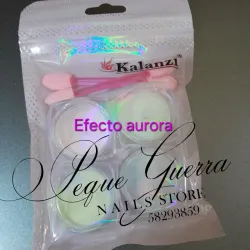 Kalanzi
Efecto aurora
Peque Guerra
NAILS STORE
58293859